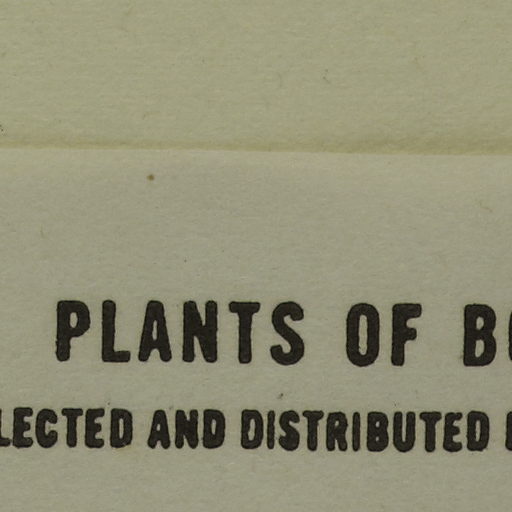 PLANTS OF
LECTED AND DISTRIBUTED